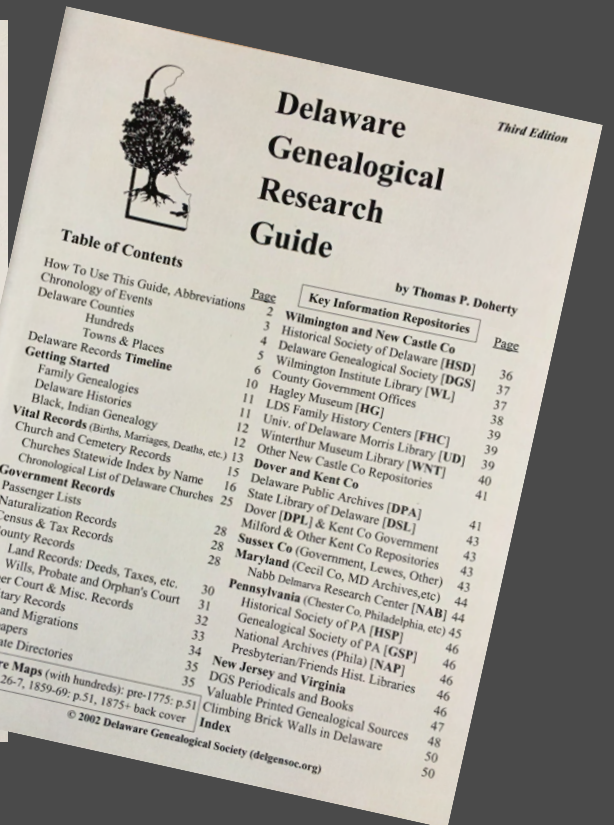 Delaware
Genealogical
Research
Guide
Third Edition
by Thomas P. Doherty
Table of Contents
Page
How To Use This Guide, Abbreviations 2
Chronology of Events 3
Delaware Counties 4
Hundreds 5
Towns & Places 6
Delaware Records Timeline 10
Getting Started 11
Family Genealogies 11
Delaware Histories 12
Black, Indian Genealogy 12
Vital Records (Births, Marriages, Deaths, etc.) 13
Church and Cemetery Records 15
Churches Statewide Index by Name 16
Chronological List of Delaware Churches 25
Government Records
Passenger Lists 28
Naturalization Records 28
Census & Tax Records 28
County Records
Land Records: Deeds, Taxes, etc. 30
Wills, Probate and Orphan's Court 31
Court & Misc. Records 32
Records 33
and Migrations 34
35
Directories 35
Maps (with hundreds): pre-1775: p.51
26-7, 1859-69: p.51, 1875+ back cover
Key Information Repositories
Page
Wilmington and New Castle Co
Historical Society of Delaware [HSD] 36
Delaware Genealogical Society [DGS] 37
Wilmington Institute Library [WL] 37
County Government Offices 38
Hagley Museum [HG] 39
LDS Family History Centers [FHC] 39
Univ. of Delaware Morris Library [UD] 39
Winterthur Museum Library [WNT] 40
Other New Castle Co Repositories 41
Dover and Kent Co
Delaware Public Archives [DPA] 41
State Library of Delaware [DSL] 43
Dover [DPL] & Kent Co Government 43
Milford & Other Kent Co Repositories 43
Sussex Co (Government, Lewes, Other) 43
Maryland (Cecil Co, MD Archives,etc) 44
Nabb Delmarva Research Center [NAB] 44
Pennsylvania (Chester Co, Philadelphia, etc) 45
Historical Society of PA [HSP] 46
Genealogical Society of PA [GSP] 46
National Archives (Phila) [NAP] 46
Presbyterian/Friends Hist. Libraries 46
New Jersey and Virginia 46
DGS Periodicals and Books 47
Valuable Printed Genealogical Sources 48
Climbing Brick Walls in Delaware 50
Index 50
© 2002 Delaware Genealogical Society (delgensoc.org)